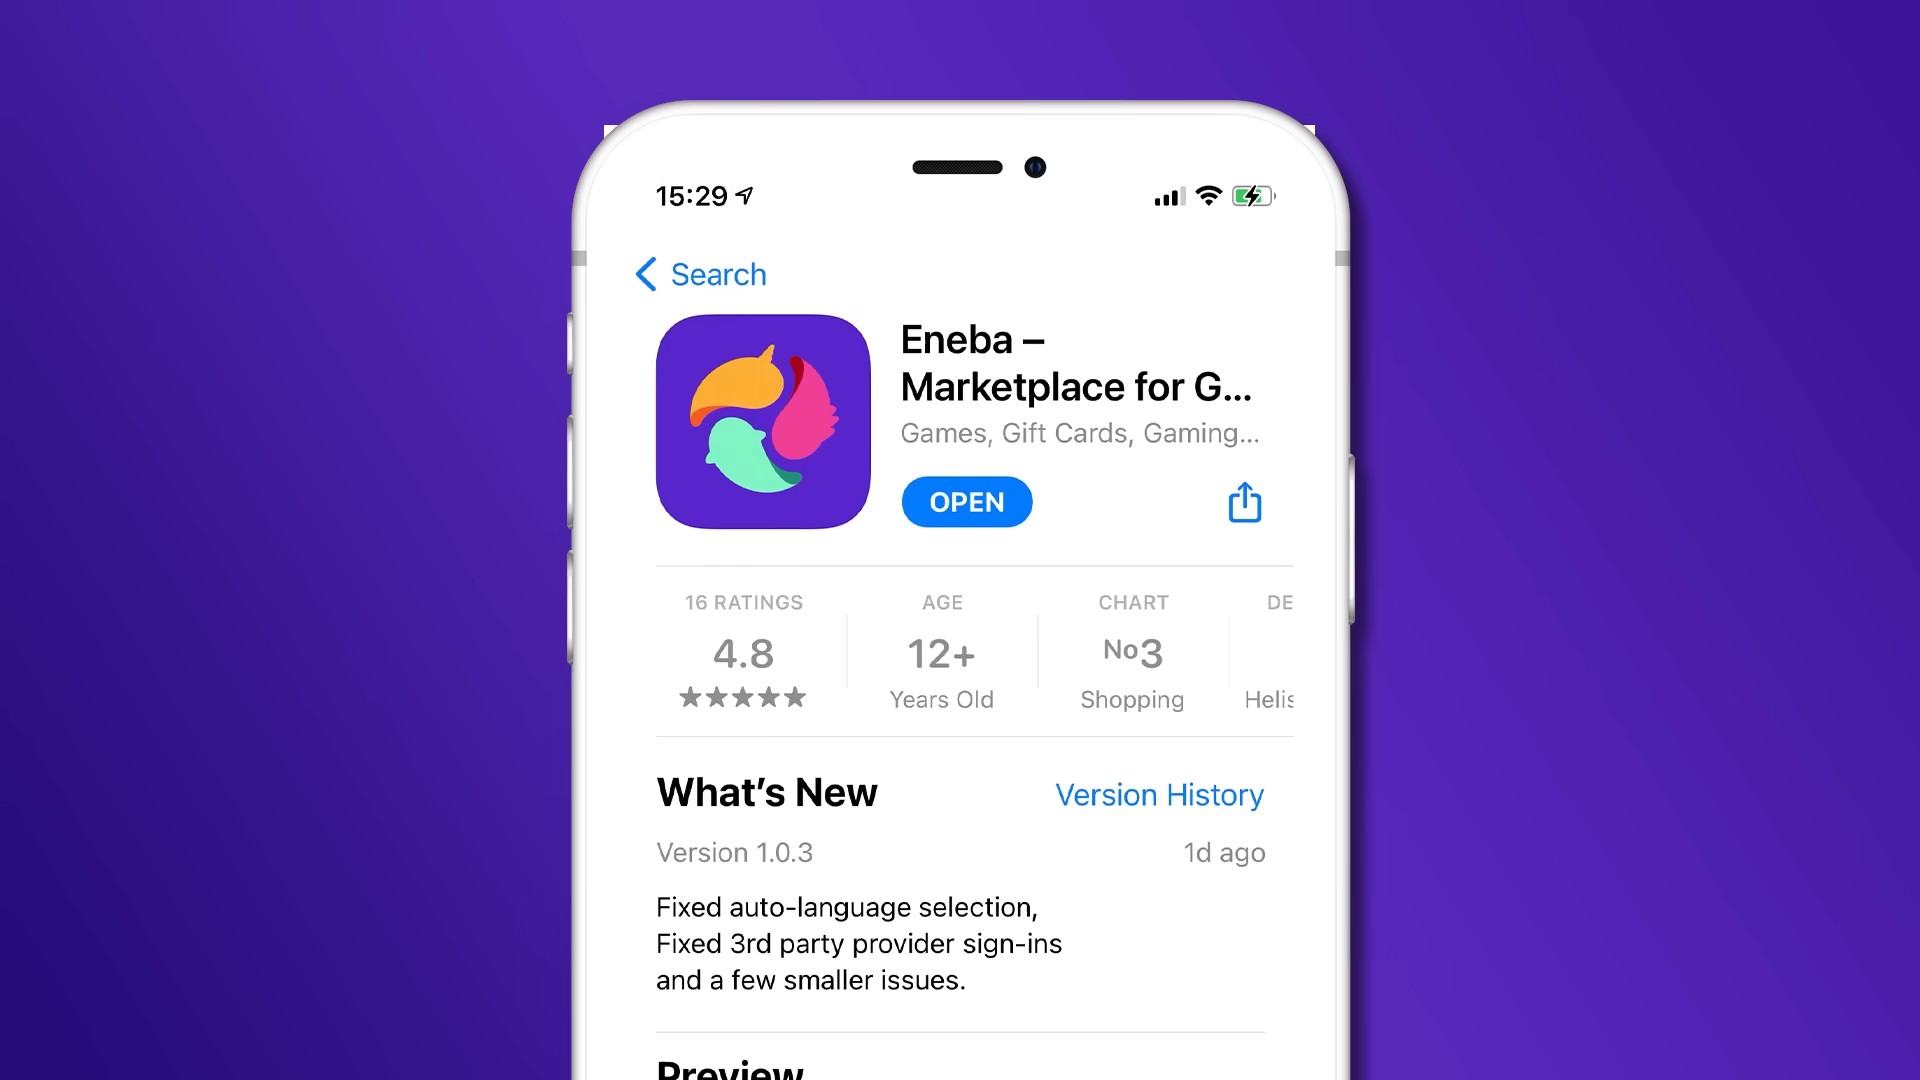 15:29
Search
Eneba –
Marketplace for G...
Games, Gift Cards, Gaming...
OPEN
16 RATINGS
4.8
★★★★★
AGE
12+
Years Old
CHART
No3
Shopping
DE
Helis
What's New
Version History
Version 1.0.3
1d ago
Fixed auto-language selection,
Fixed 3rd party provider sign-ins
and a few smaller issues.
Preview